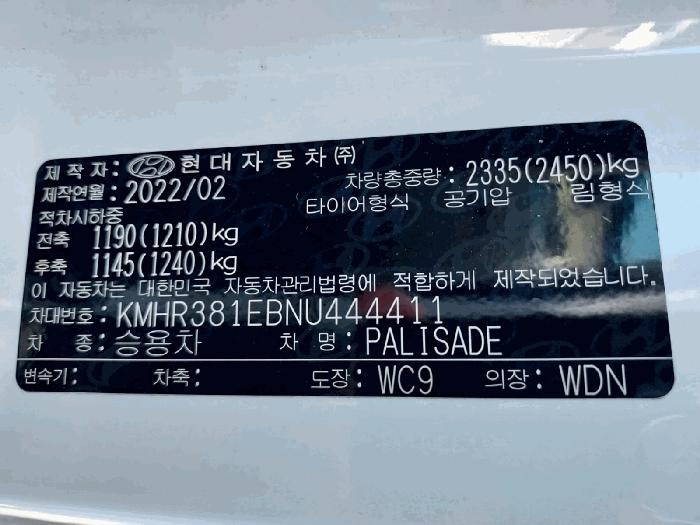 제 작 자 : 현대자동차(주)
제작연월 : 2022/02 차량총중량 : 2335(2450)kg
적차시하중 타이어형식 공기압 림형식
전축 1190(1210)kg
후축 1145(1240)kg
이 자동차는 대한민국 자동차관리법령에 적합하게 제작되었습니다.
차대번호 : KMHR381EBNU444411
차 종 : 승용차 차 명 : PALISADE
변속기 : 차축 : 도장 : WC9 의장 : WDN